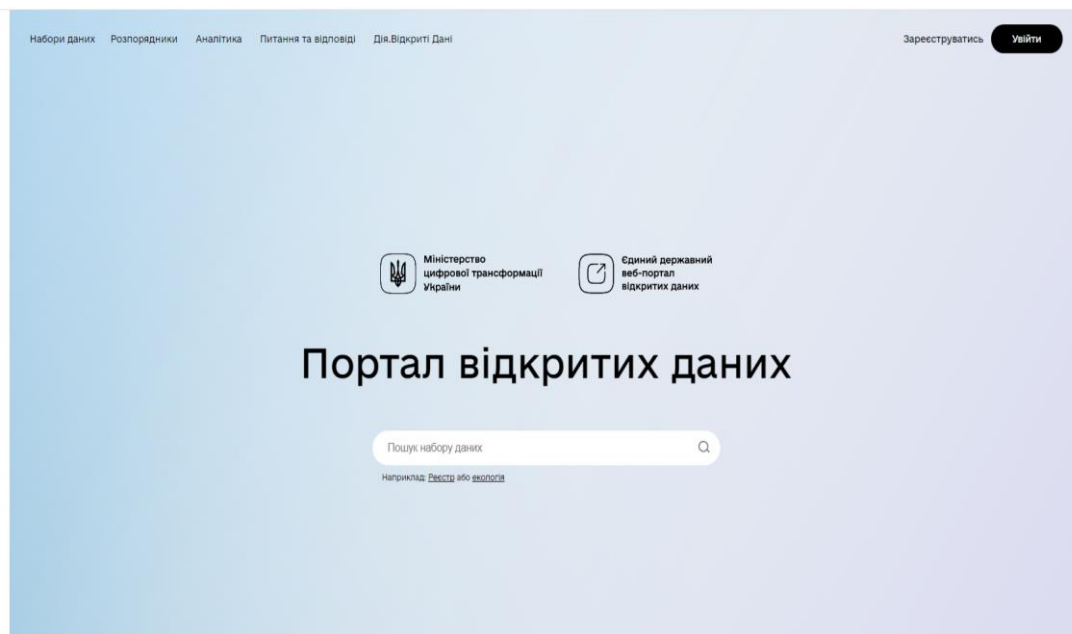 Набори даних Розпорядники Аналітика Питання та відповіді Дія.Відкриті Дані Зареєструватись Увійти
Міністерство
цифрової трансформації
України
Єдиний державний
веб-портал
відкритих даних
Портал відкритих даних
Пошук набору даних
Наприклад: Реєстр або екологія